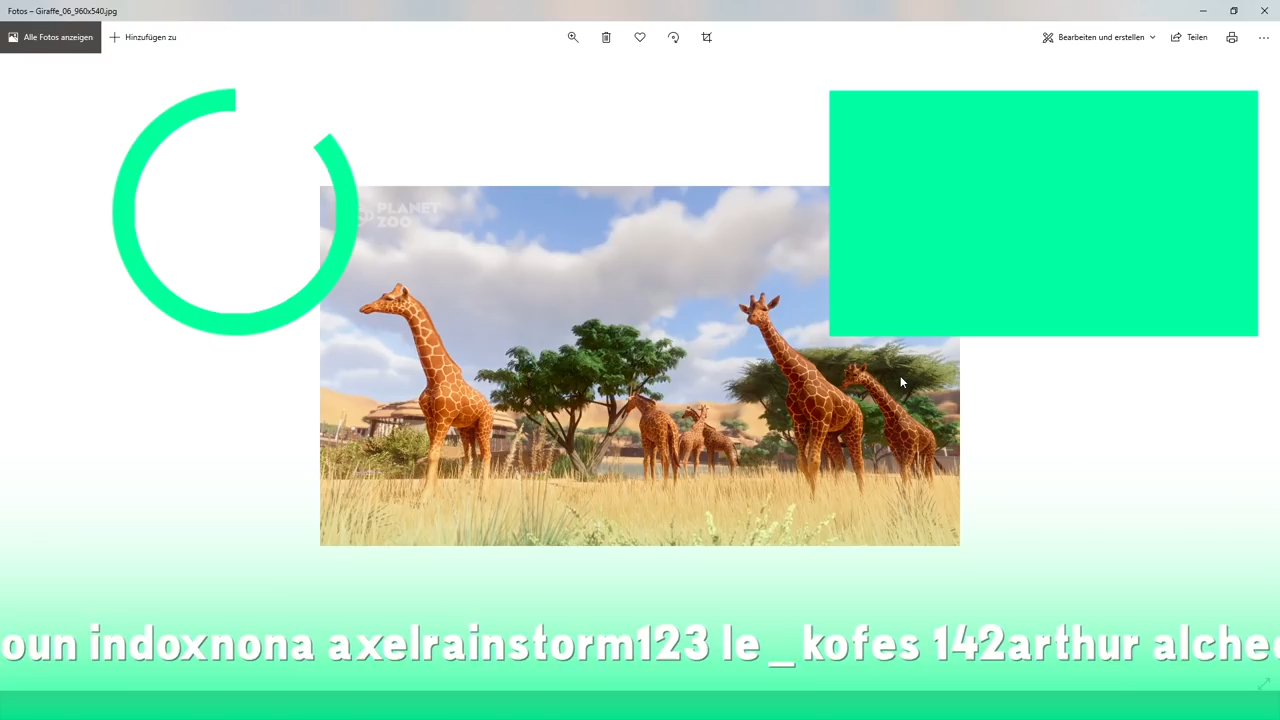 Fotos – Giraffe_06_960x540.jpg
Alle Fotos anzeigen
Hinzufügen zu
Bearbeiten und erstellen
Teilen
PLANET
ZOO
oun indoxnona axelrainstorm123 le_kofes 142arthur alche